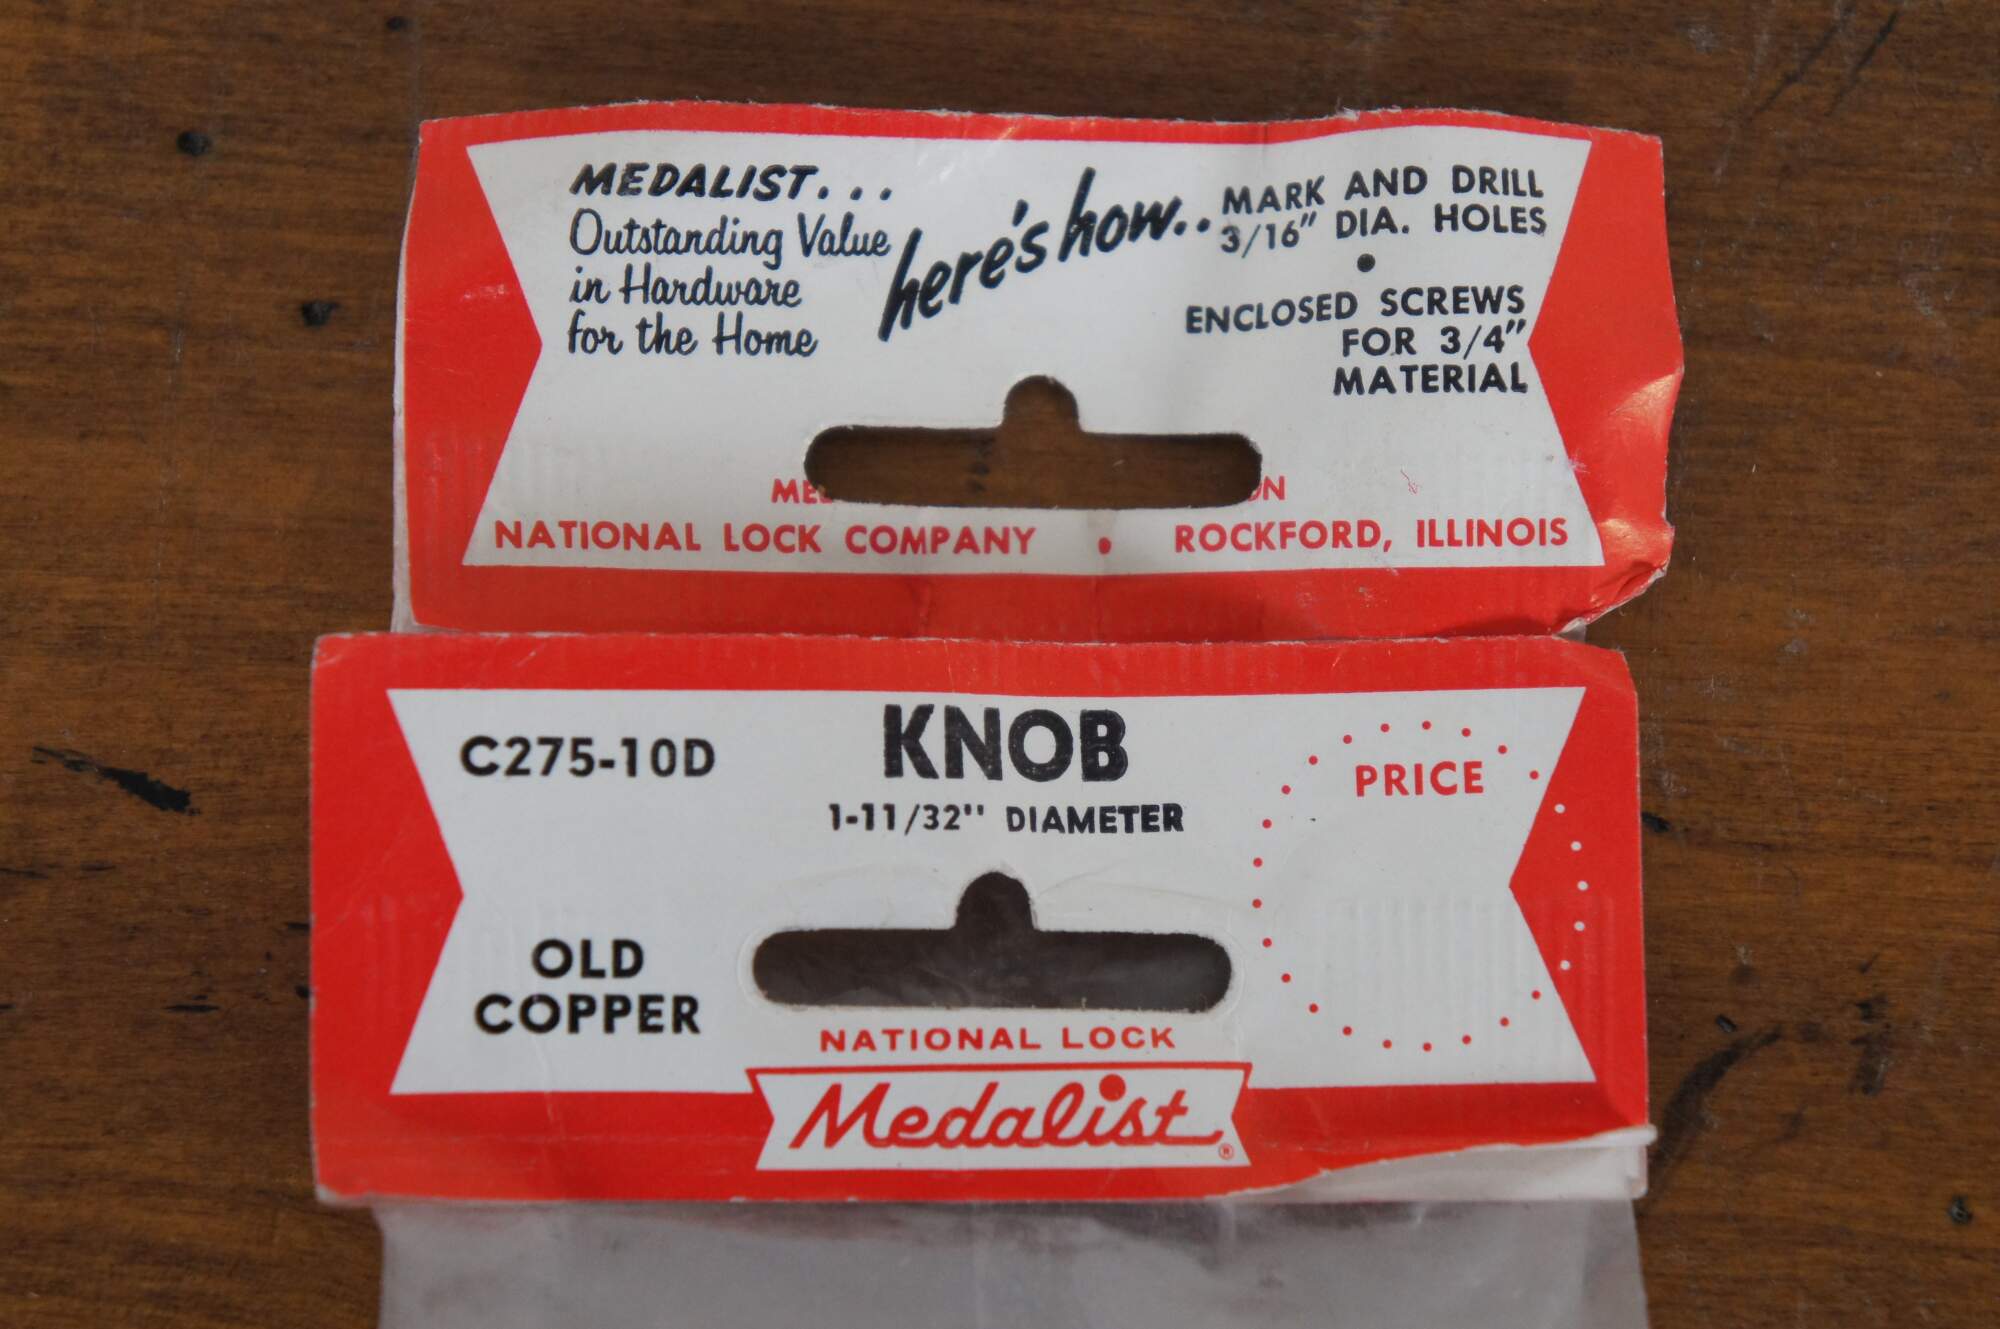 MEDALIST...
Outstanding Value
in Hardware
for the Home
here's how..
MARK AND DRILL
3/16" DIA. HOLES
•
ENCLOSED SCREWS
FOR 3/4"
MATERIAL
NATIONAL LOCK COMPANY • ROCKFORD, ILLINOIS
C275-10D
KNOB
1-11/32" DIAMETER
PRICE
OLD
COPPER
NATIONAL LOCK
Medalist®